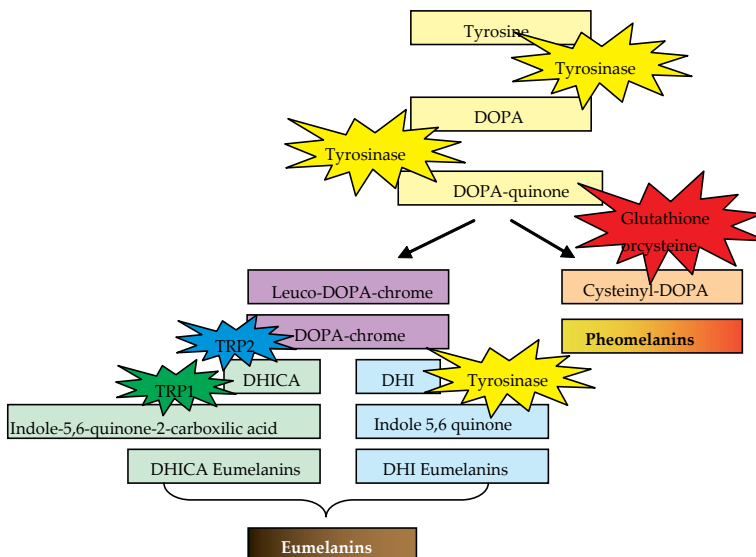 Tyrosine
Tyrosinase
DOPA
Tyrosinase
DOPA-quinone
Glutathione
orcysteine
Leuco-DOPA-chrome
Cysteinyl-DOPA
DOPA-chrome
Pheomelanins
TRP2
DHICA
DHI
Tyrosinase
TRP1
Indole-5,6-quinone-2-carboxilic acid
Indole 5,6 quinone
DHICA Eumelanins
DHI Eumelanins
Eumelanins